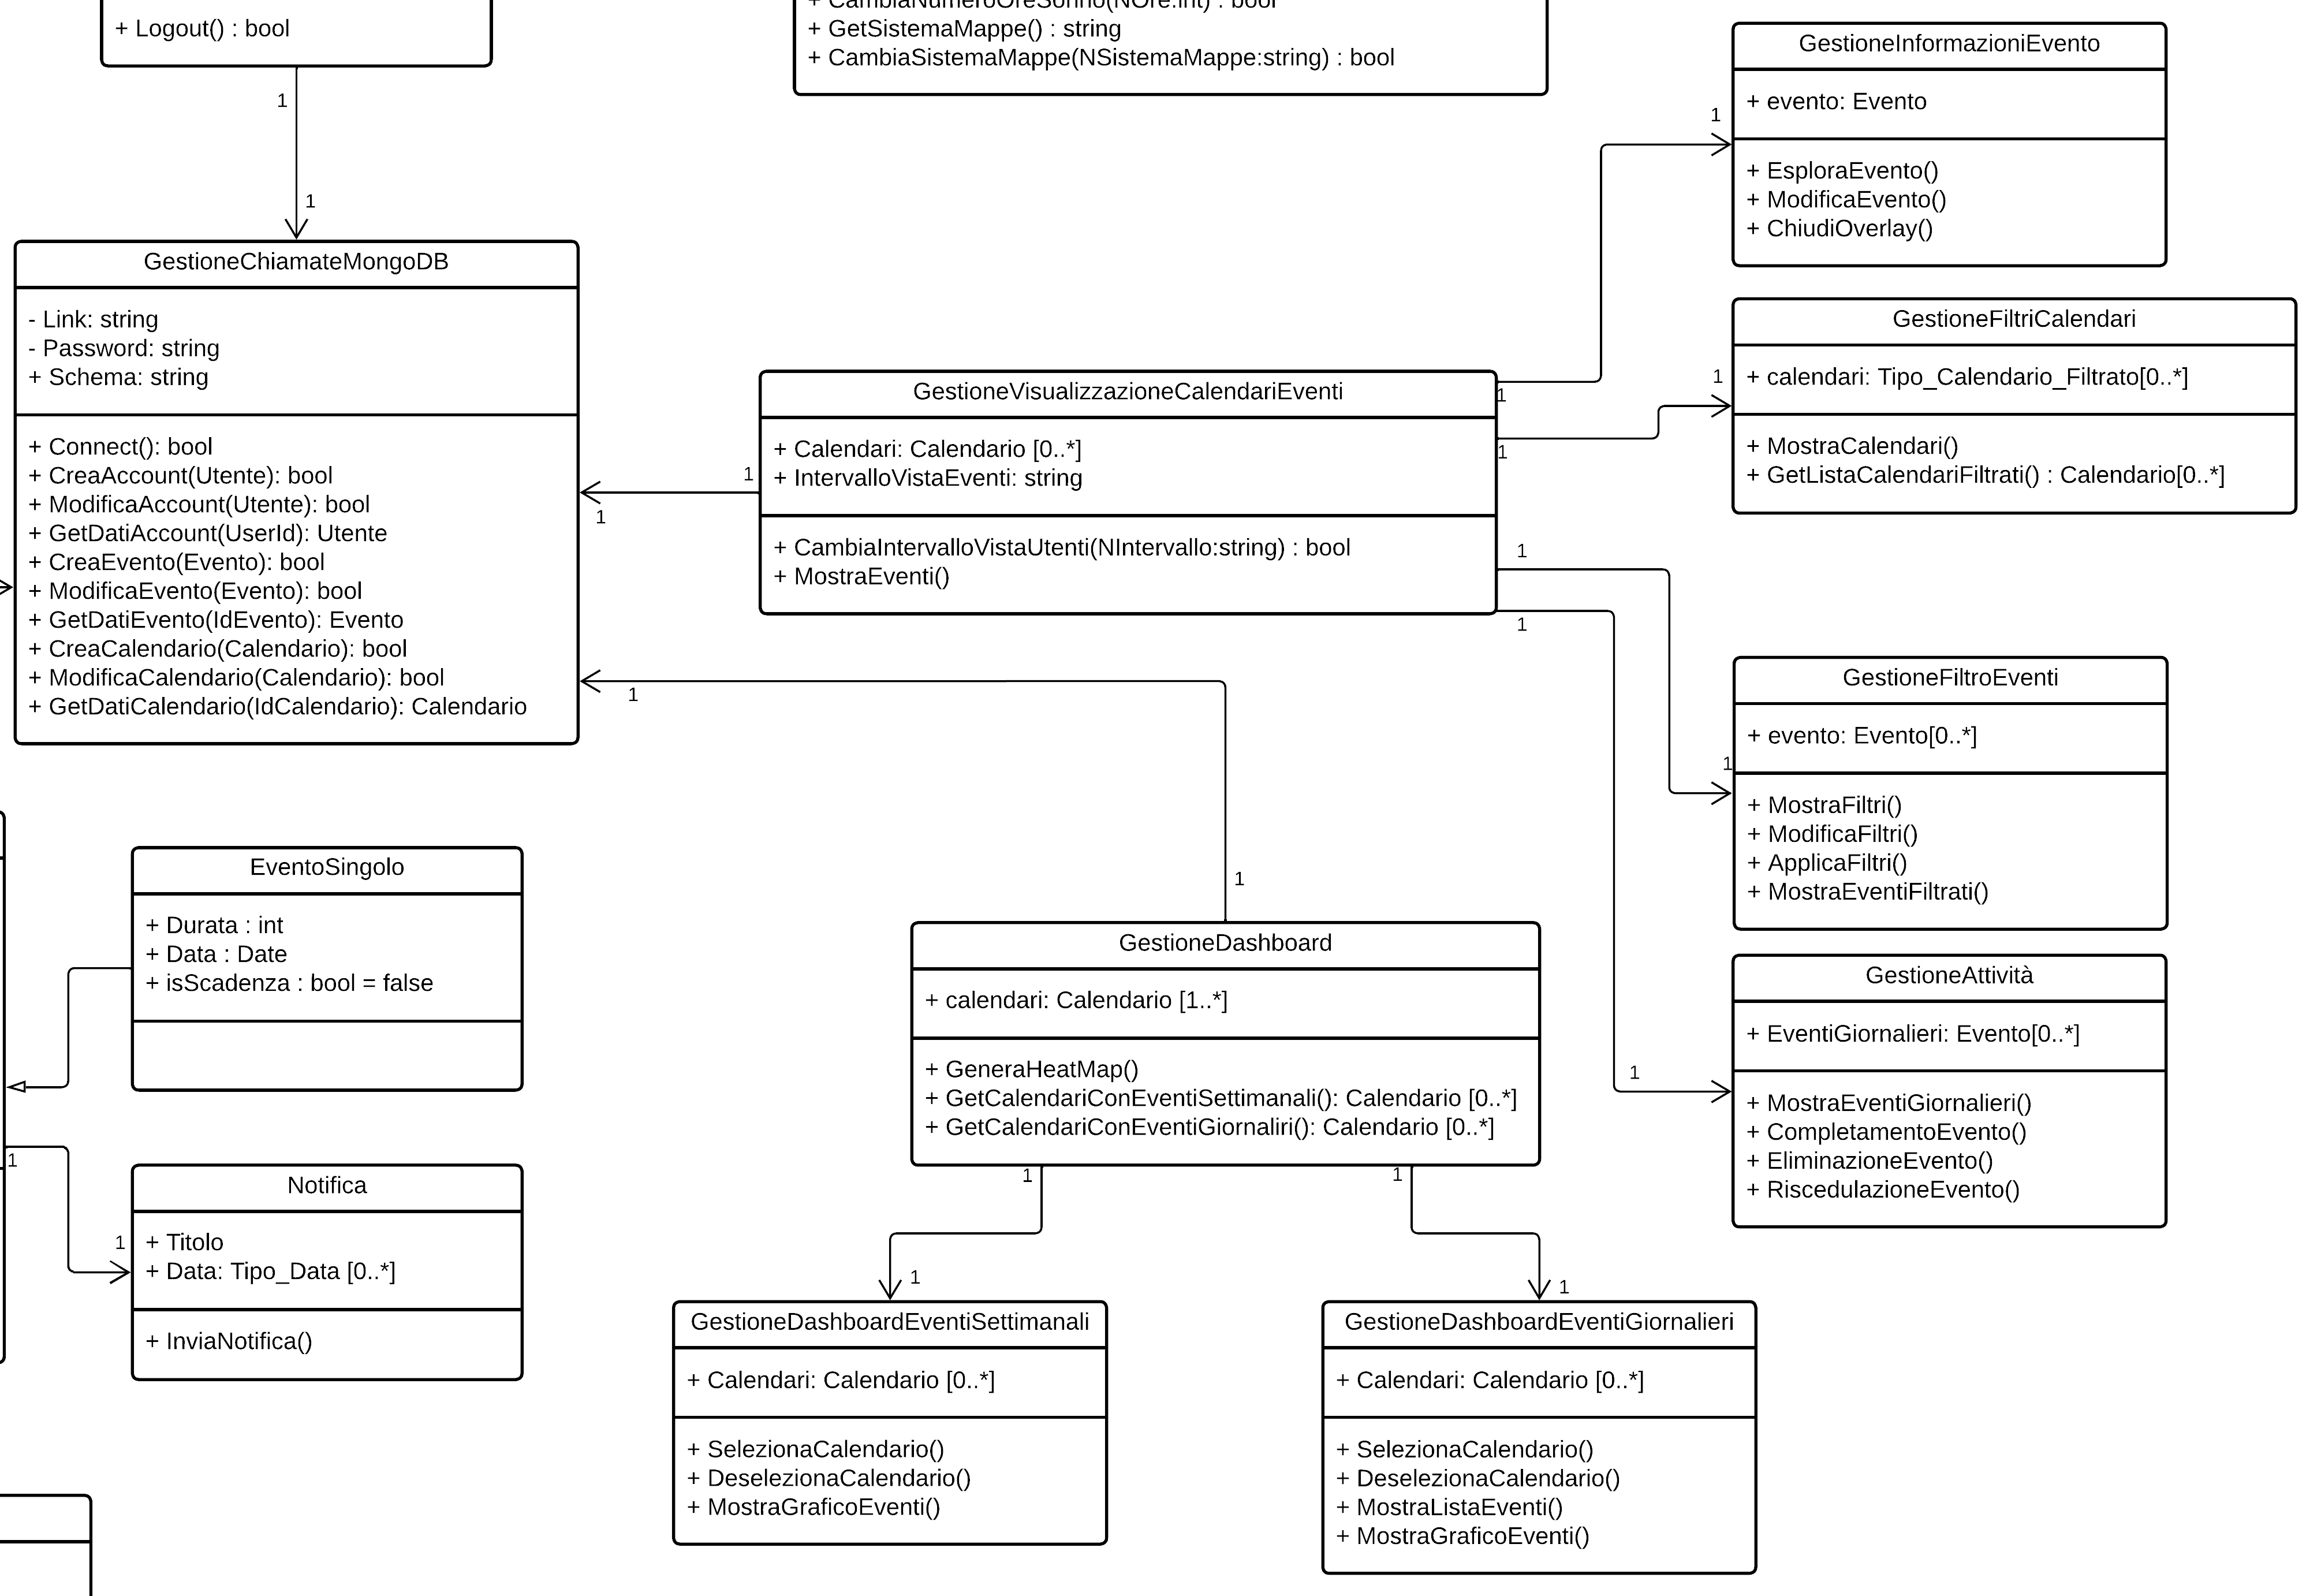 + Logout() : bool
+ CambiaNumeroOreSonno(NOre:int) : bool
+ GetSistemaMappe() : string
+ CambiaSistemaMappe(NSistemaMappe:string) : bool
1
1
GestioneInformazioniEvento
+ evento: Evento
+ EsploraEvento()
+ ModificaEvento()
+ ChiudiOverlay()
1
GestioneChiamateMongoDB
- Link: string
- Password: string
+ Schema: string
+ Connect(): bool
+ CreaAccount(Utente): bool
+ ModificaAccount(Utente): bool
+ GetDatiAccount(UserId): Utente
+ CreaEvento(Evento): bool
+ ModificaEvento(Evento): bool
+ GetDatiEvento(IdEvento): Evento
+ CreaCalendario(Calendario): bool
+ ModificaCalendario(Calendario): bool
+ GetDatiCalendario(IdCalendario): Calendario
GestioneVisualizzazioneCalendariEventi
+ Calendari: Calendario [0..*]
+ IntervalloVistaEventi: string
+ CambiaIntervalloVistaUtenti(NIntervallo:string) : bool
+ MostraEventi()
1
1
1
1
1
1
GestioneFiltriCalendari
+ calendari: Tipo_Calendario_Filtrato[0..*]
+ MostraCalendari()
+ GetListaCalendariFiltrati() : Calendario[0..*]
1
GestioneFiltroEventi
+ evento: Evento[0..*]
+ MostraFiltri()
+ ModificaFiltri()
+ ApplicaFiltri()
+ MostraEventiFiltrati()
1
1
1
EventoSingolo
+ Durata : int
+ Data : Date
+ isScadenza : bool = false
GestioneDashboard
+ calendari: Calendario [1..*]
+ GeneraHeatMap()
+ GetCalendariConEventiSettimanali(): Calendario [0..*]
+ GetCalendariConEventiGiornaliri(): Calendario [0..*]
GestioneAttività
+ EventiGiornalieri: Evento[0..*]
+ MostraEventiGiornalieri()
+ CompletamentoEvento()
+ EliminazioneEvento()
+ RiscedulazioneEvento()
1
1
1
1
Notifica
+ Titolo
+ Data: Tipo_Data [0..*]
+ InviaNotifica()
1
1
1
GestioneDashboardEventiSettimanali
+ Calendari: Calendario [0..*]
+ SelezionaCalendario()
+ DeselezionaCalendario()
+ MostraGraficoEventi()
GestioneDashboardEventiGiornalieri
+ Calendari: Calendario [0..*]
+ SelezionaCalendario()
+ DeselezionaCalendario()
+ MostraListaEventi()
+ MostraGraficoEventi()